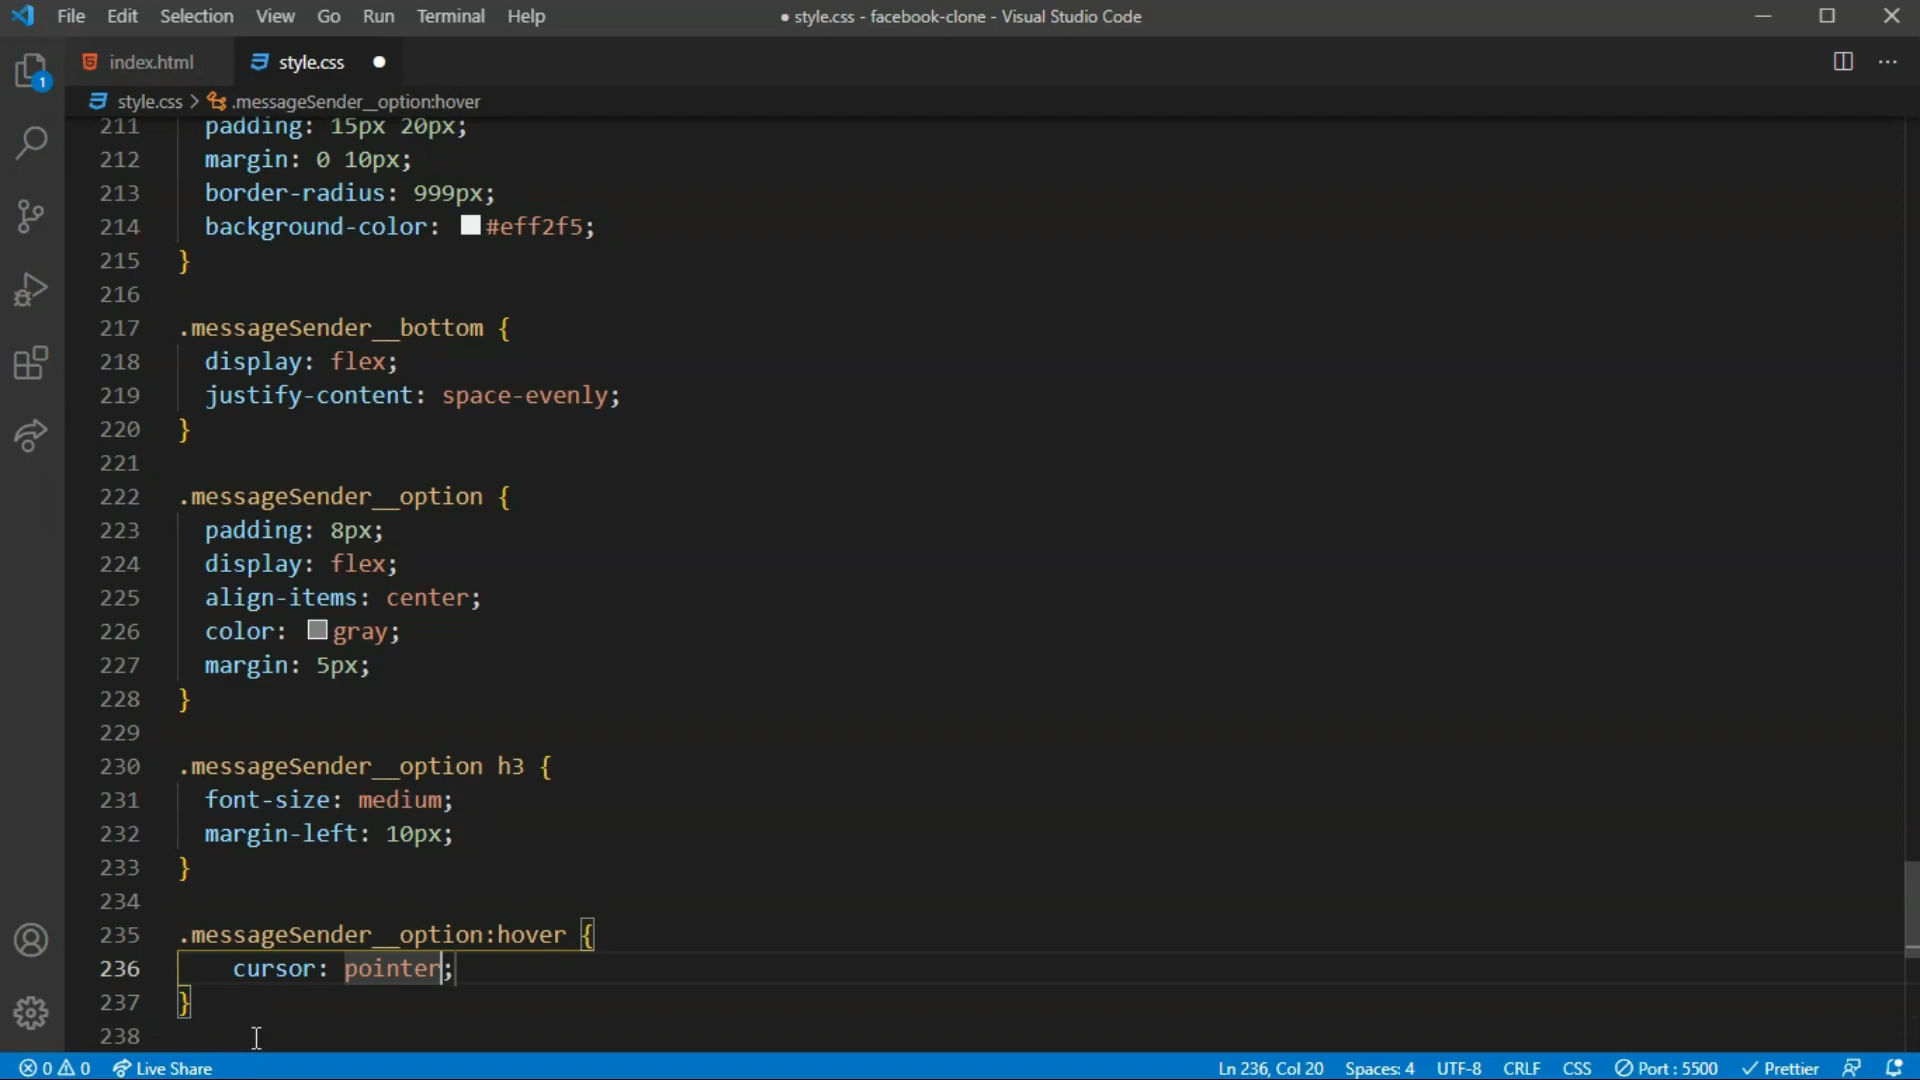 File Edit Selection View Go Run Terminal Help
● style.css - facebook-clone - Visual Studio Code
index.html
style.css ●
style.css > .messageSender__option:hover
1
211 padding: 15px 20px;
212 margin: 0 10px;
213 border-radius: 999px;
214 background-color: #eff2f5;
215 }
216
217 .messageSender__bottom {
218 display: flex;
219 justify-content: space-evenly;
220 }
221
222 .messageSender__option {
223 padding: 8px;
224 display: flex;
225 align-items: center;
226 color: gray;
227 margin: 5px;
228 }
229
230 .messageSender__option h3 {
231 font-size: medium;
232 margin-left: 10px;
233 }
234
235 .messageSender__option:hover {
236 cursor: pointer;
237 }
238
0 0 Live Share
Ln 236, Col 20 Spaces: 4 UTF-8 CRLF CSS Port : 5500 Prettier